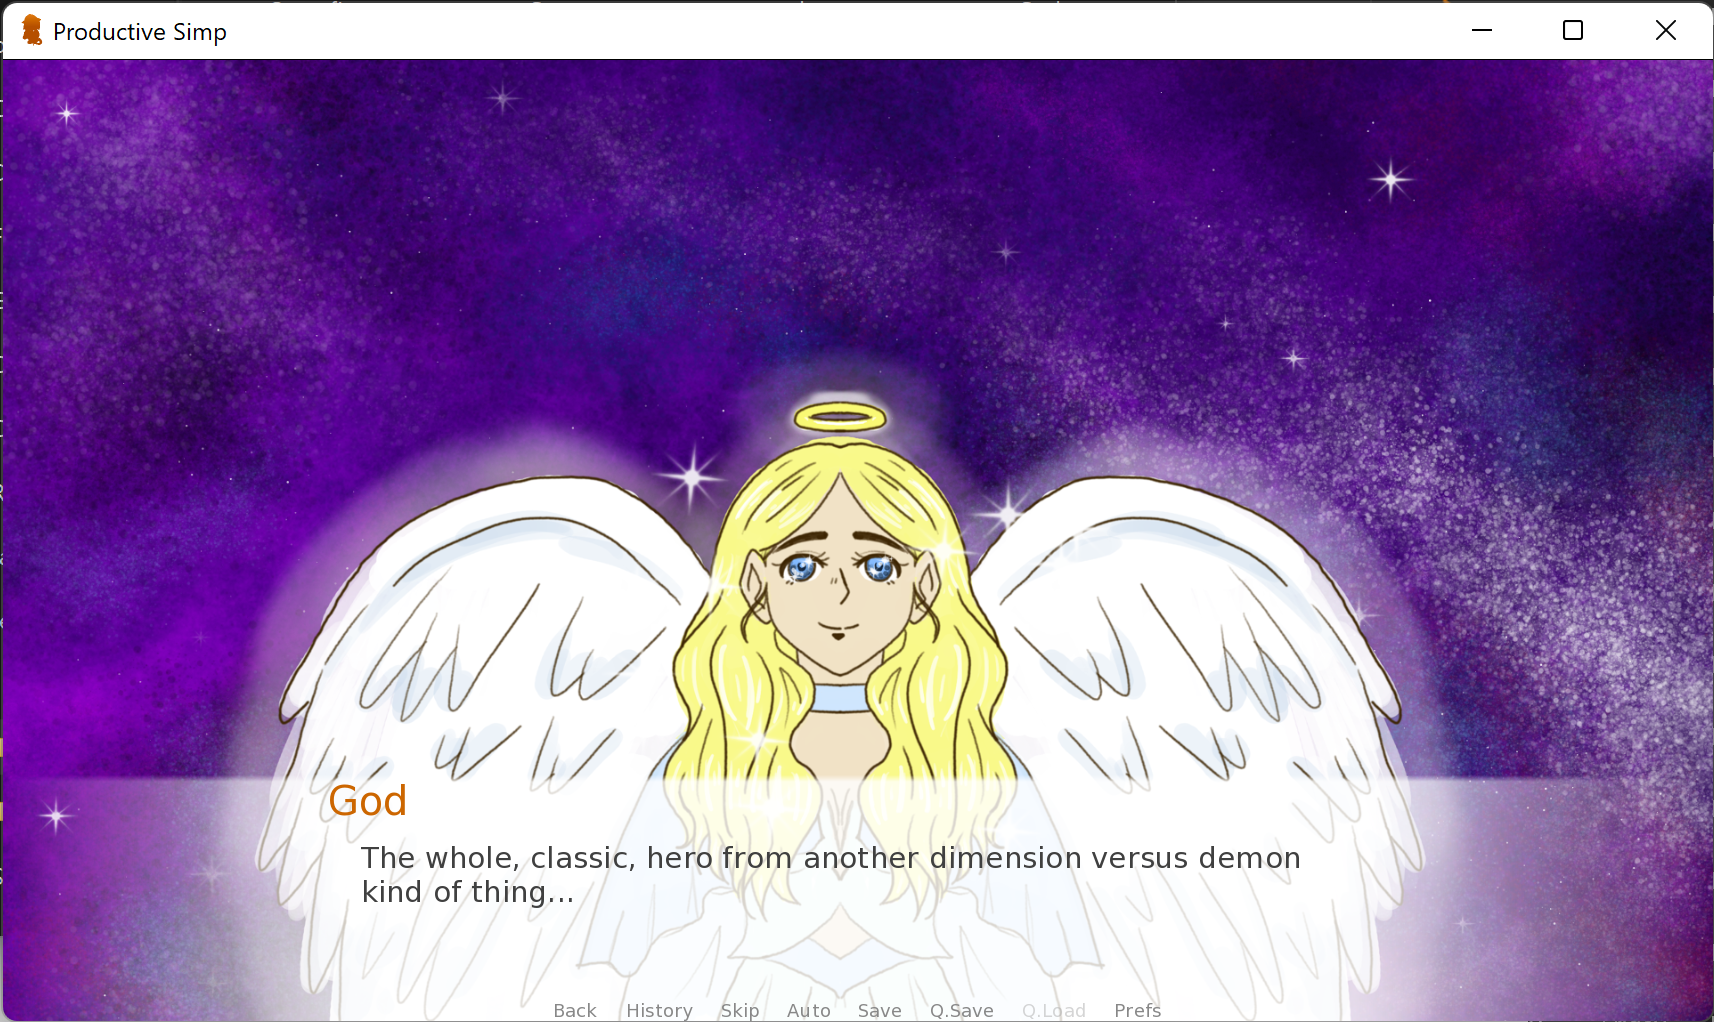 Productive Simp
God
The whole, classic, hero from another dimension versus demon
kind of thing...
Back History Skip Auto Save Q.Save Q.Load Prefs